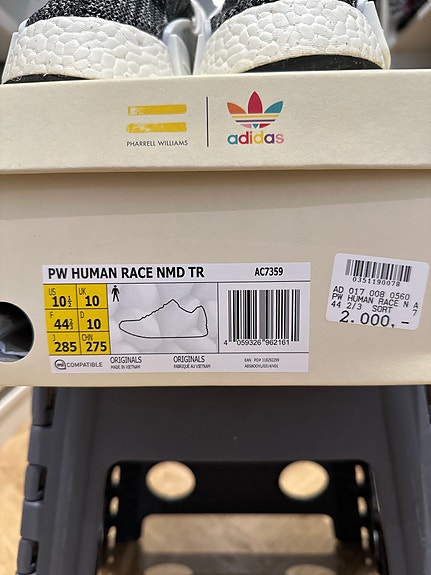 PHARRELL WILLIAMS
adidas
PW HUMAN RACE NMD TR
AC7359
US 10½ UK 10
F 44⅔ D 10
J 285 CHN 275
COMPATIBLE
ORIGINALS
MADE IN VIETNAM
ORIGINALS
FABRIQUÉ AU VIETNAM
4 059326 962161
0351190078
AD 017 008 0560
PW HUMAN RACE N A
44 2/3 SORT 7
2.000,-